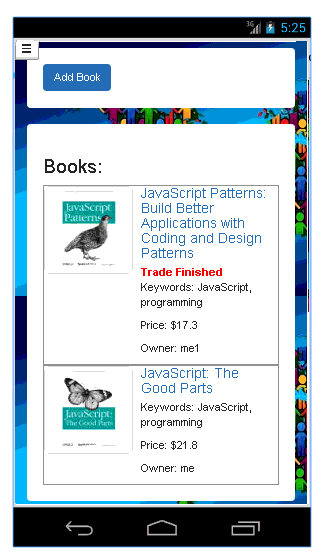 3G
5:25
Add Book
Books:
JavaScript
Patterns
JavaScript Patterns:
Build Better
Applications with
Coding and Design
Patterns
Trade Finished
Keywords: JavaScript,
programming
Price: $17.3
Owner: me1
JavaScript:
The Good Parts
JavaScript: The
Good Parts
Keywords: JavaScript,
programming
Price: $21.8
Owner: me